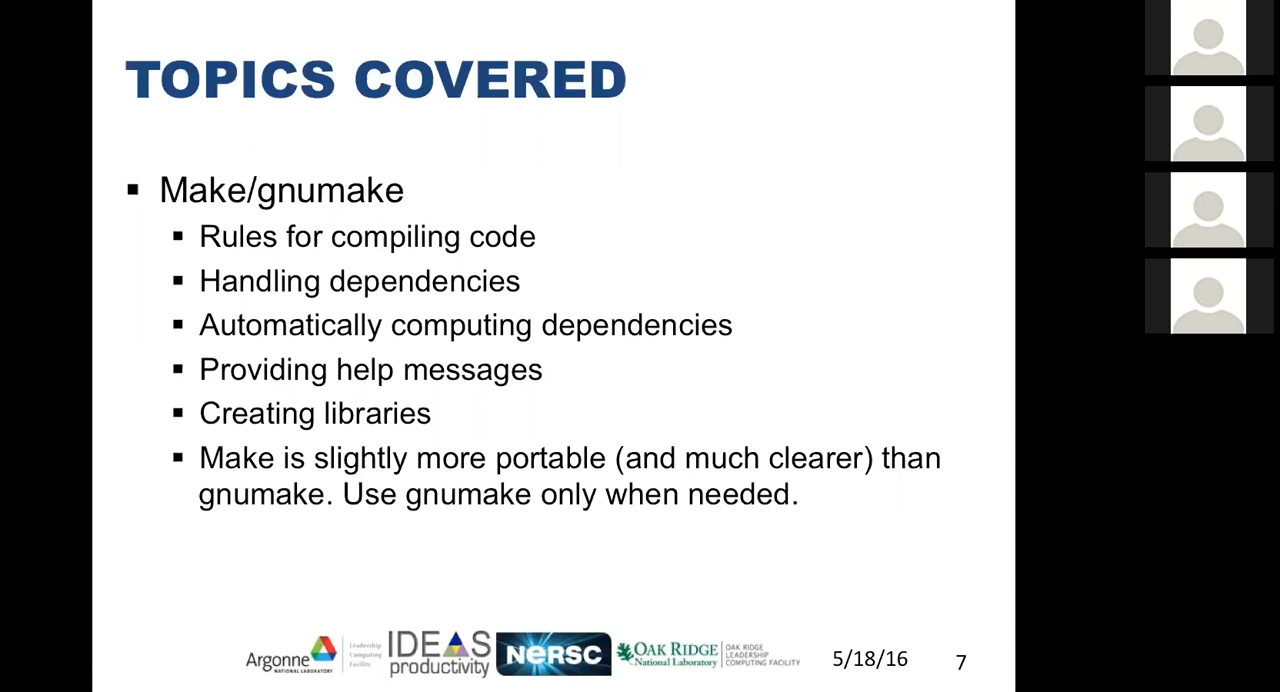 TOPICS COVERED
▪ Make/gnumake
▪ Rules for compiling code
▪ Handling dependencies
▪ Automatically computing dependencies
▪ Providing help messages
▪ Creating libraries
▪ Make is slightly more portable (and much clearer) than
gnumake. Use gnumake only when needed.
Argonne
NATIONAL LABORATORY
Leadership
Computing
Facility
IDEAS
productivity
NERSC
OAK RIDGE
National Laboratory
OAK RIDGE
LEADERSHIP
COMPUTING FACILITY
5/18/16
7